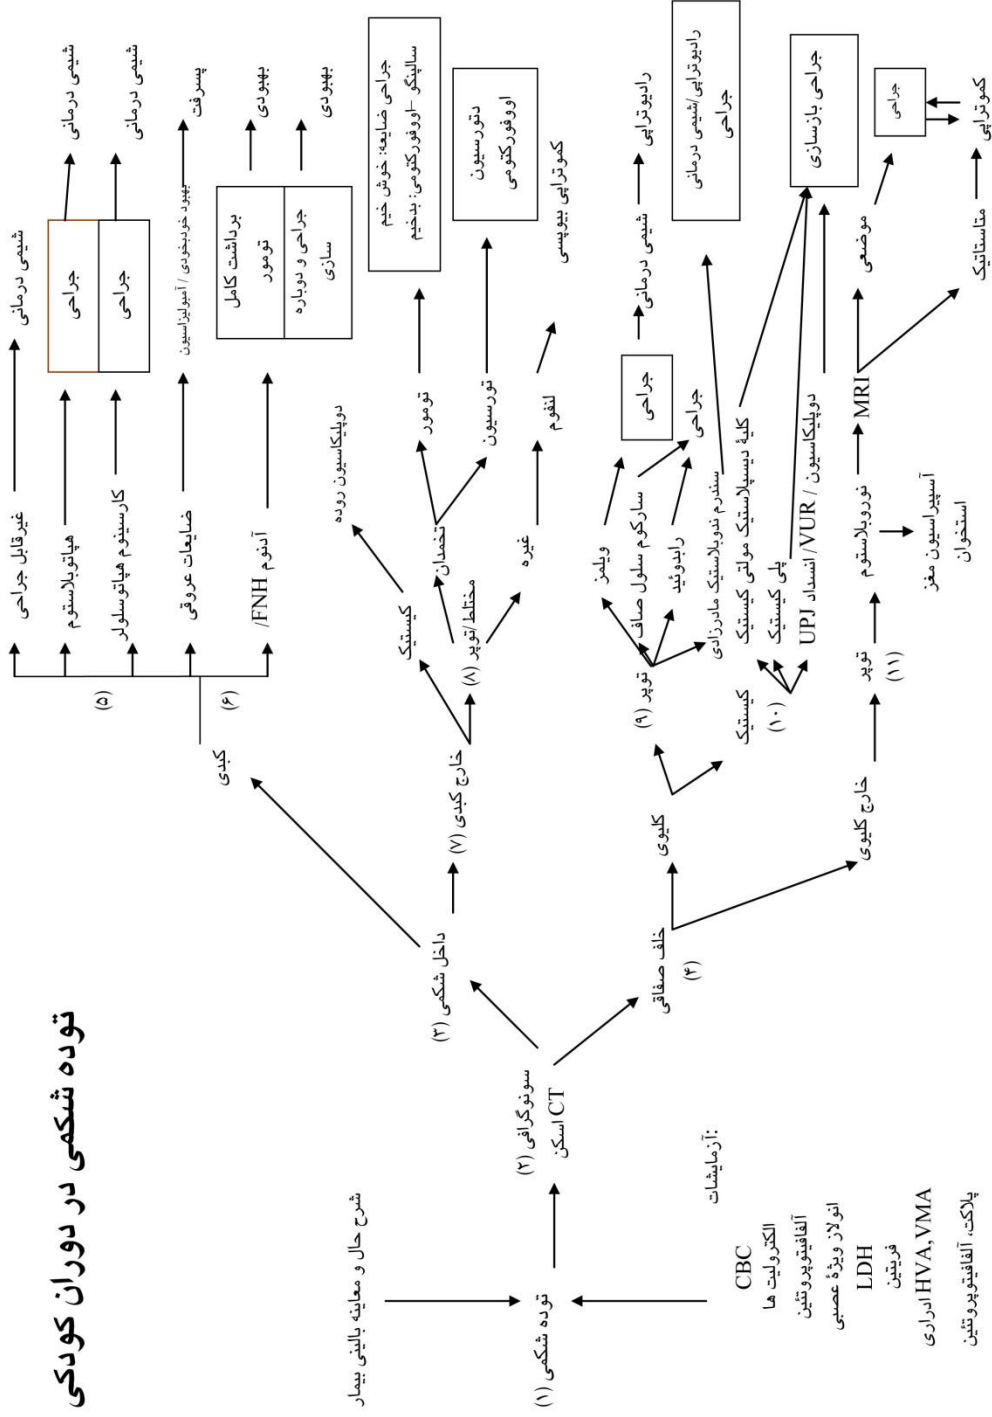 توده شکمی در دوران کودکی
شرح حال و معاینه بالینی بیمار
توده شکمی (۱)
آزمایشات:
CBC
الکترولیت ها
آلفافیتوپروتئین
انولاز ویژهٔ عصبی
LDH
فریتین
HVA,VMA ادراری
پلاکت، آلفافیتوپروتئین
سونوگرافی (۲)
CT اسکن
داخل شکمی (۳)
خلف صفاقی
(۴)
کبدی
(۵)
(۶)
غیرقابل جراحی
شیمی درمانی
هپاتوبلاستوم
جراحی
شیمی درمانی
کارسینوم هپاتوسلولر
جراحی
شیمی درمانی
ضایعات عروقی
بهبود خودبخودی / آمبولیزاسیون
پسرفت
آدنوم FNH/
برداشت کامل
تومور
بهبودی
جراحی و دوباره
سازی
بهبودی
خارج کبدی (۷)
کیستیک
دوپلیکاسیون روده
مختلط/توپر (۸)
تخمدان
تومور
جراحی ضایعه: خوش خیم
سالپنگو –اووفورکتومی: بدخیم
تورسیون
دتورسیون
اووفورکتومی
غیره
لنفوم
کموتراپی بیوپسی
کلیوی
توپر (۹)
ویلمز
جراحی
شیمی درمانی
رادیوتراپی
سارکوم سلول صاف
رابدوئید
جراحی
سندرم ندوبلاستیک مادرزادی
رادیوتراپی/شیمی درمانی
جراحی
کیستیک
(۱۰)
کلیهٔ دیسپلاستیک مولتی کیستیک
پلی کیستیک
دوپلیکاسیون / VUR/ انسداد UPJ
جراحی بازسازی
خارج کلیوی
توپر
(۱۱)
نوروبلاستوم
آسپیراسیون مغز
استخوان
MRI
موضعی
جراحی
متاستاتیک
کموتراپی